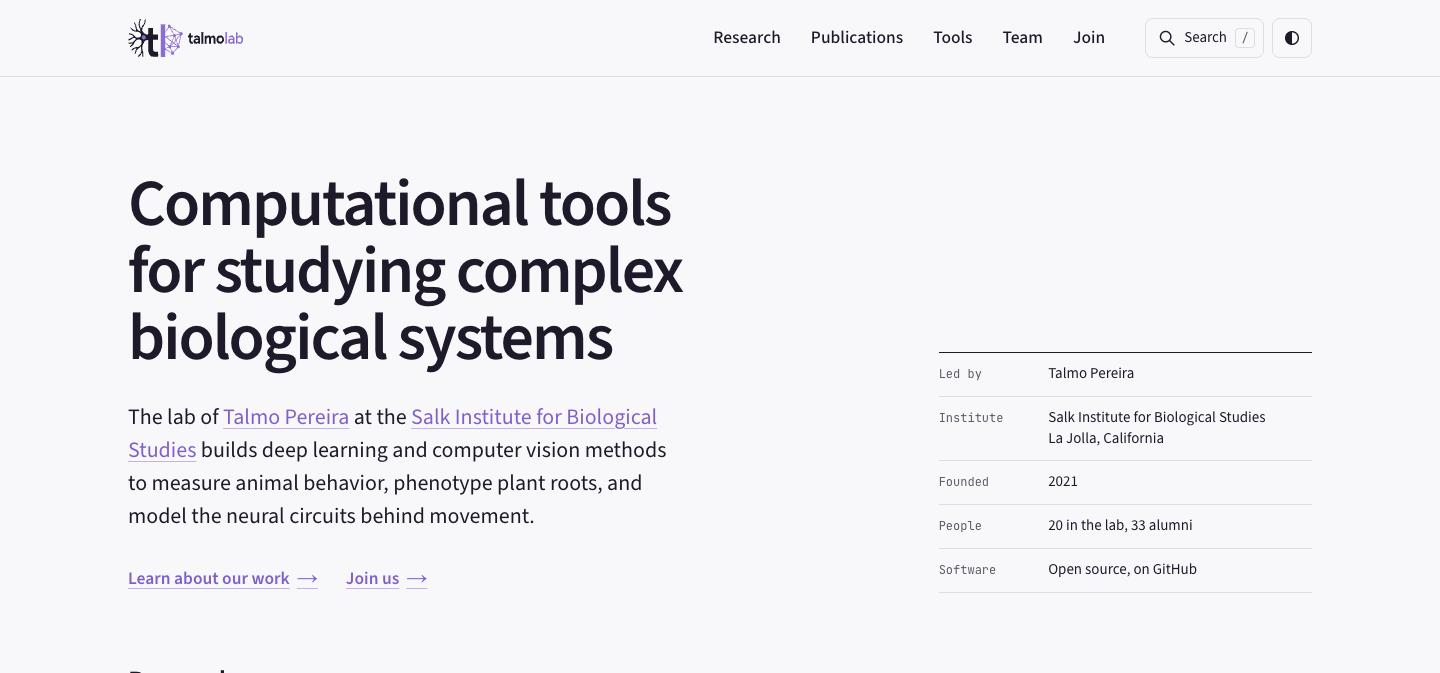 talmolab
Research
Publications
Tools
Team
Join
Search /
Computational tools
for studying complex
biological systems
The lab of Talmo Pereira at the Salk Institute for Biological
Studies builds deep learning and computer vision methods
to measure animal behavior, phenotype plant roots, and
model the neural circuits behind movement.
Learn about our work →
Join us →
Led by Talmo Pereira
Institute Salk Institute for Biological Studies
La Jolla, California
Founded 2021
People 20 in the lab, 33 alumni
Software Open source, on GitHub